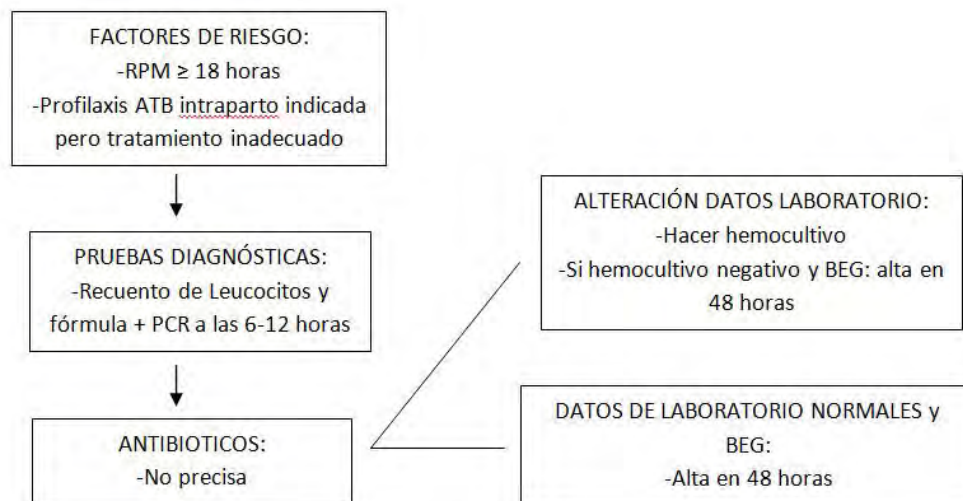 FACTORES DE RIESGO:
-RPM ≥ 18 horas
-Profilaxis ATB intraparto indicada
pero tratamiento inadecuado
PRUEBAS DIAGNÓSTICAS:
-Recuento de Leucocitos y
fórmula + PCR a las 6-12 horas
ANTIBIOTICOS:
-No precisa
ALTERACIÓN DATOS LABORATORIO:
-Hacer hemocultivo
-Si hemocultivo negativo y BEG: alta en
48 horas
DATOS DE LABORATORIO NORMALES y
BEG:
-Alta en 48 horas